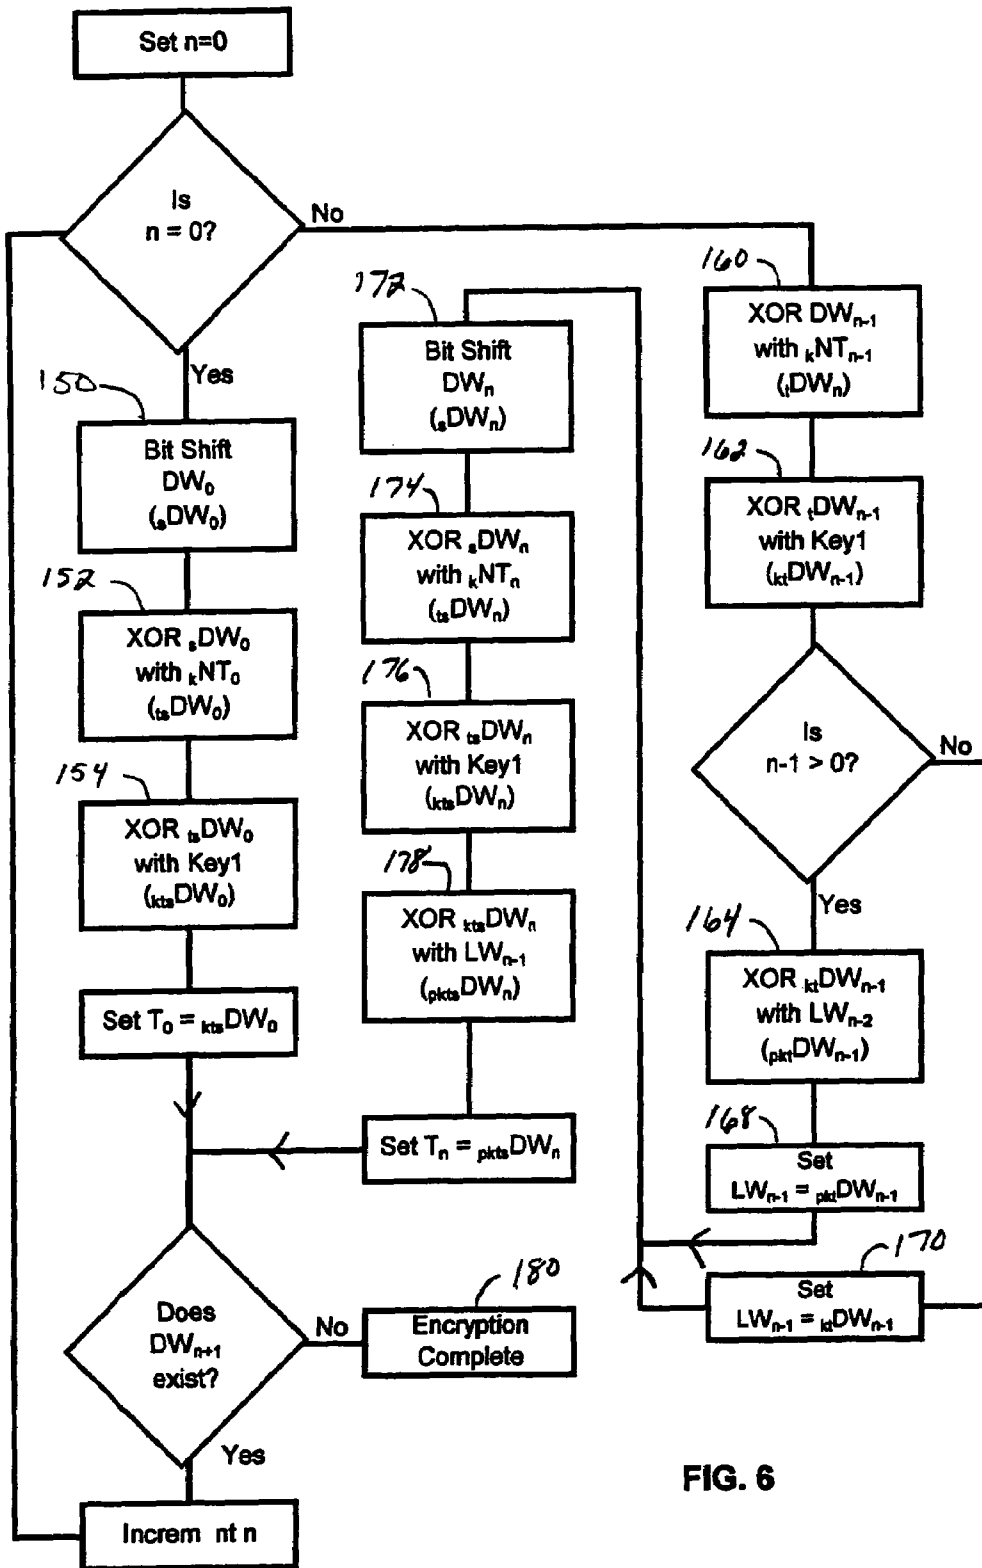 Set n=0
Is
n = 0?
No
Yes
150
Bit Shift
DW₀
(ₛDW₀)
152
XOR ₛDW₀
with ₖNT₀
(ₜₛDW₀)
154
XOR ₜₛDW₀
with Key1
(ₖₜₛDW₀)
Set T₀ = ₖₜₛDW₀
Does
DWₙ₊₁
exist?
No
Yes
Increm nt n
180
Encryption
Complete
172
Bit Shift
DWₙ
(ₛDWₙ)
174
XOR ₛDWₙ
with ₖNTₙ
(ₜₛDWₙ)
176
XOR ₜₛDWₙ
with Key1
(ₖₜₛDWₙ)
178
XOR ₖₜₛDWₙ
with LWₙ₋₁
(ₚₖₜₛDWₙ)
Set Tₙ = ₚₖₜₛDWₙ
160
XOR DWₙ₋₁
with ₖNTₙ₋₁
(ₜDWₙ)
162
XOR ₜDWₙ₋₁
with Key1
(ₖₜDWₙ₋₁)
Is
n-1 > 0?
No
Yes
164
XOR ₖₜDWₙ₋₁
with LWₙ₋₂
(ₚₖₜDWₙ₋₁)
168
Set
LWₙ₋₁ = ₚₖₜDWₙ₋₁
170
Set
LWₙ₋₁ = ₖₜDWₙ₋₁
FIG. 6